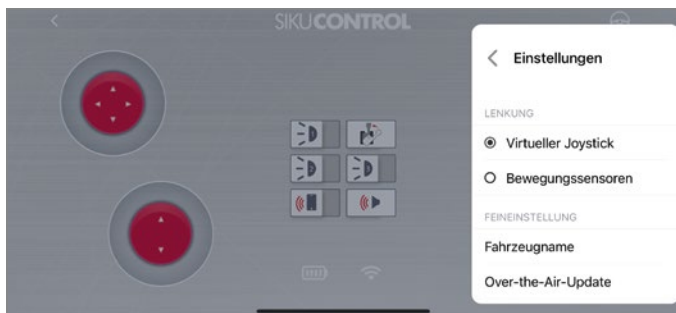 SIKUCONTROL
Einstellungen
LENKUNG
Virtueller Joystick
Bewegungssensoren
FEINEINSTELLUNG
Fahrzeugname
Over-the-Air-Update